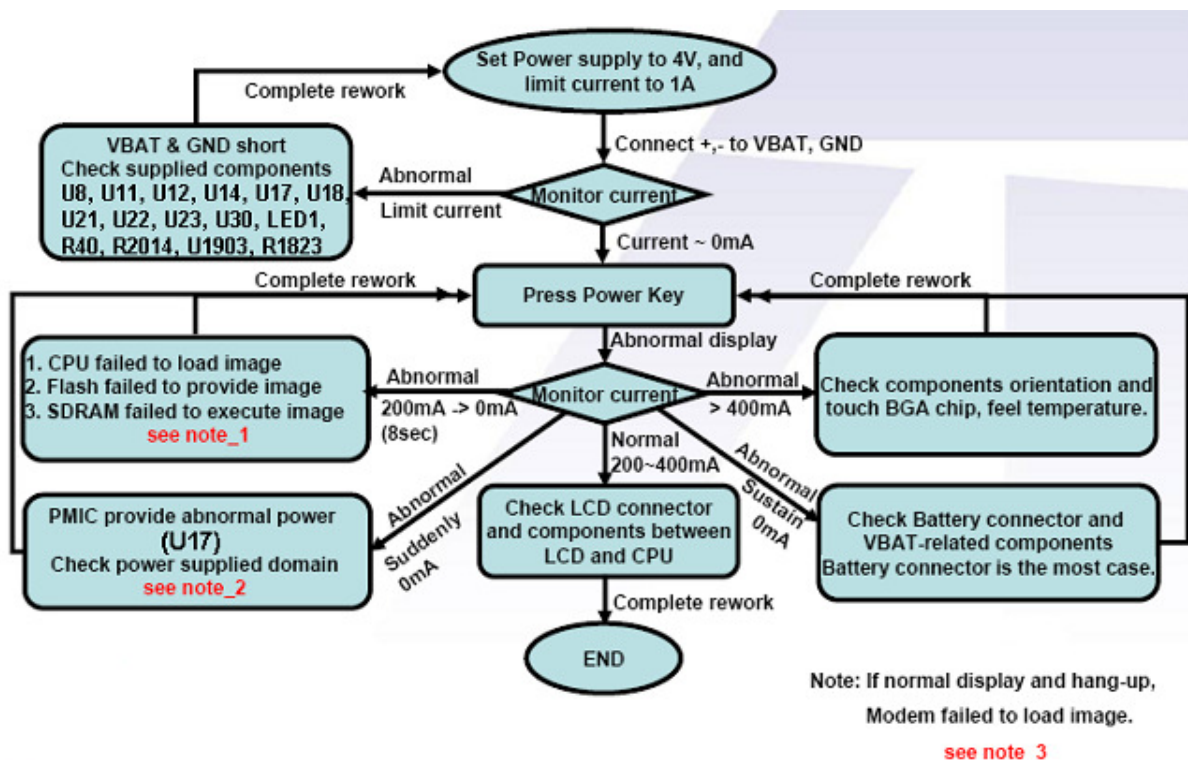 Set Power supply to 4V, and
limit current to 1A
Complete rework
Connect +,- to VBAT, GND
VBAT & GND short
Check supplied components
U8, U11, U12, U14, U17, U18,
U21, U22, U23, U30, LED1,
R40, R2014, U1903, R1823
Abnormal
Limit current
Monitor current
Current ~ 0mA
Complete rework
Press Power Key
Complete rework
Abnormal display
1. CPU failed to load image
2. Flash failed to provide image
3. SDRAM failed to execute image
see note_1
Abnormal
200mA -> 0mA
(8sec)
Monitor current
Abnormal
> 400mA
Check components orientation and
touch BGA chip, feel temperature.
Normal
200~400mA
PMIC provide abnormal power
(U17)
Check power supplied domain
see note_2
Abnormal
Suddenly
0mA
Check LCD connector
and components between
LCD and CPU
Abnormal
Sustain
0mA
Check Battery connector and
VBAT-related components
Battery connector is the most case.
Complete rework
END
Note: If normal display and hang-up,
Modem failed to load image.
see note_3